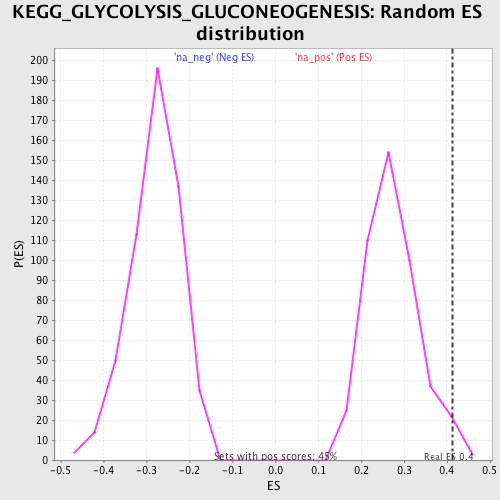 KEGG_GLYCOLYSIS_GLUCONEOGENESIS: Random ES
distribution
'na_neg' (Neg ES) 'na_pos' (Pos ES)
P(ES)
200
190
180
170
160
150
140
130
120
110
100
90
80
70
60
50
40
30
20
10
0
Sets with pos scores: 45%
Real ES 0.4
-0.5 -0.4 -0.3 -0.2 -0.1 0.0 0.1 0.2 0.3 0.4 0.5
ES